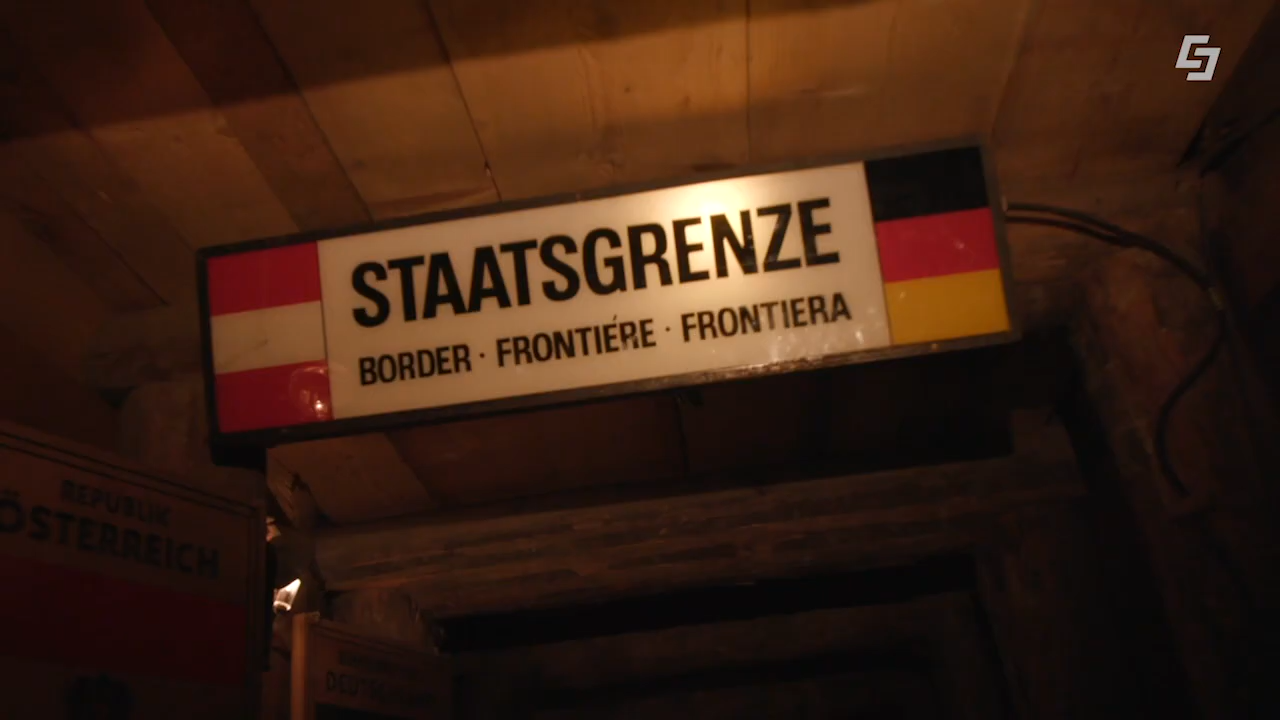 STAATSGRENZE
BORDER · FRONTIÉRE · FRONTIERA
REPUBLIK
ÖSTERREICH